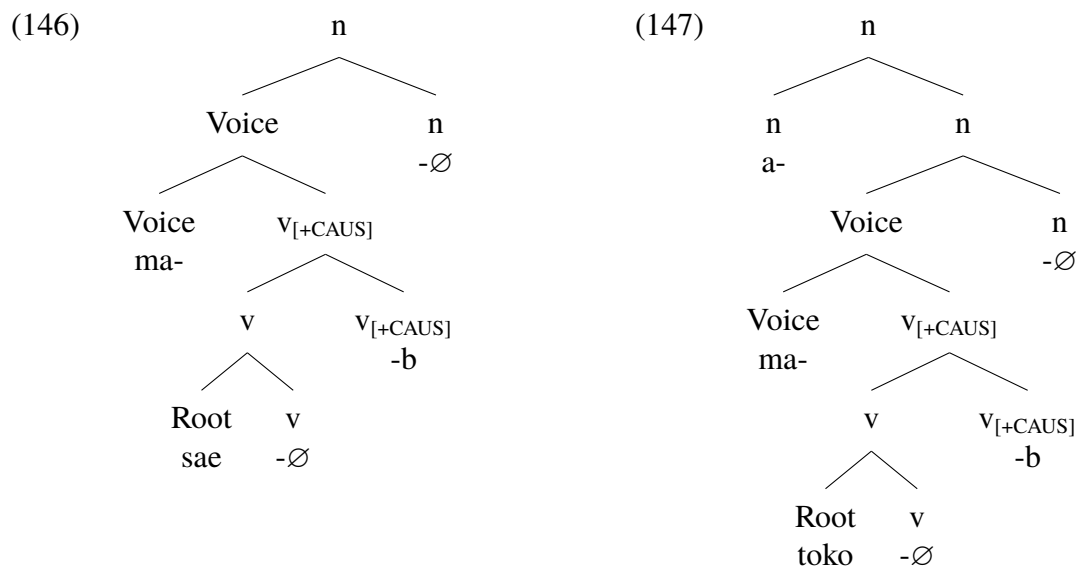 (146) n
Voice n
-∅
Voice v[+CAUS]
ma-
v v[+CAUS]
-b
Root v
sae -∅
(147) n
n n
a-
Voice n
-∅
Voice v[+CAUS]
ma-
v v[+CAUS]
-b
Root v
toko -∅